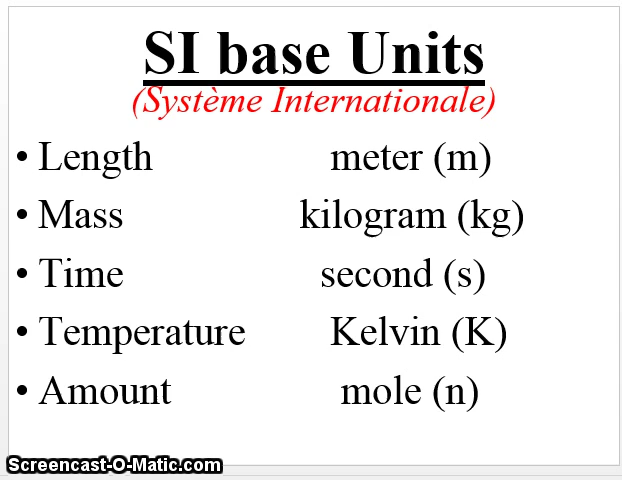 SI base Units
(Système Internationale)
• Length meter (m)
• Mass kilogram (kg)
• Time second (s)
• Temperature Kelvin (K)
• Amount mole (n)
Screencast-O-Matic.com